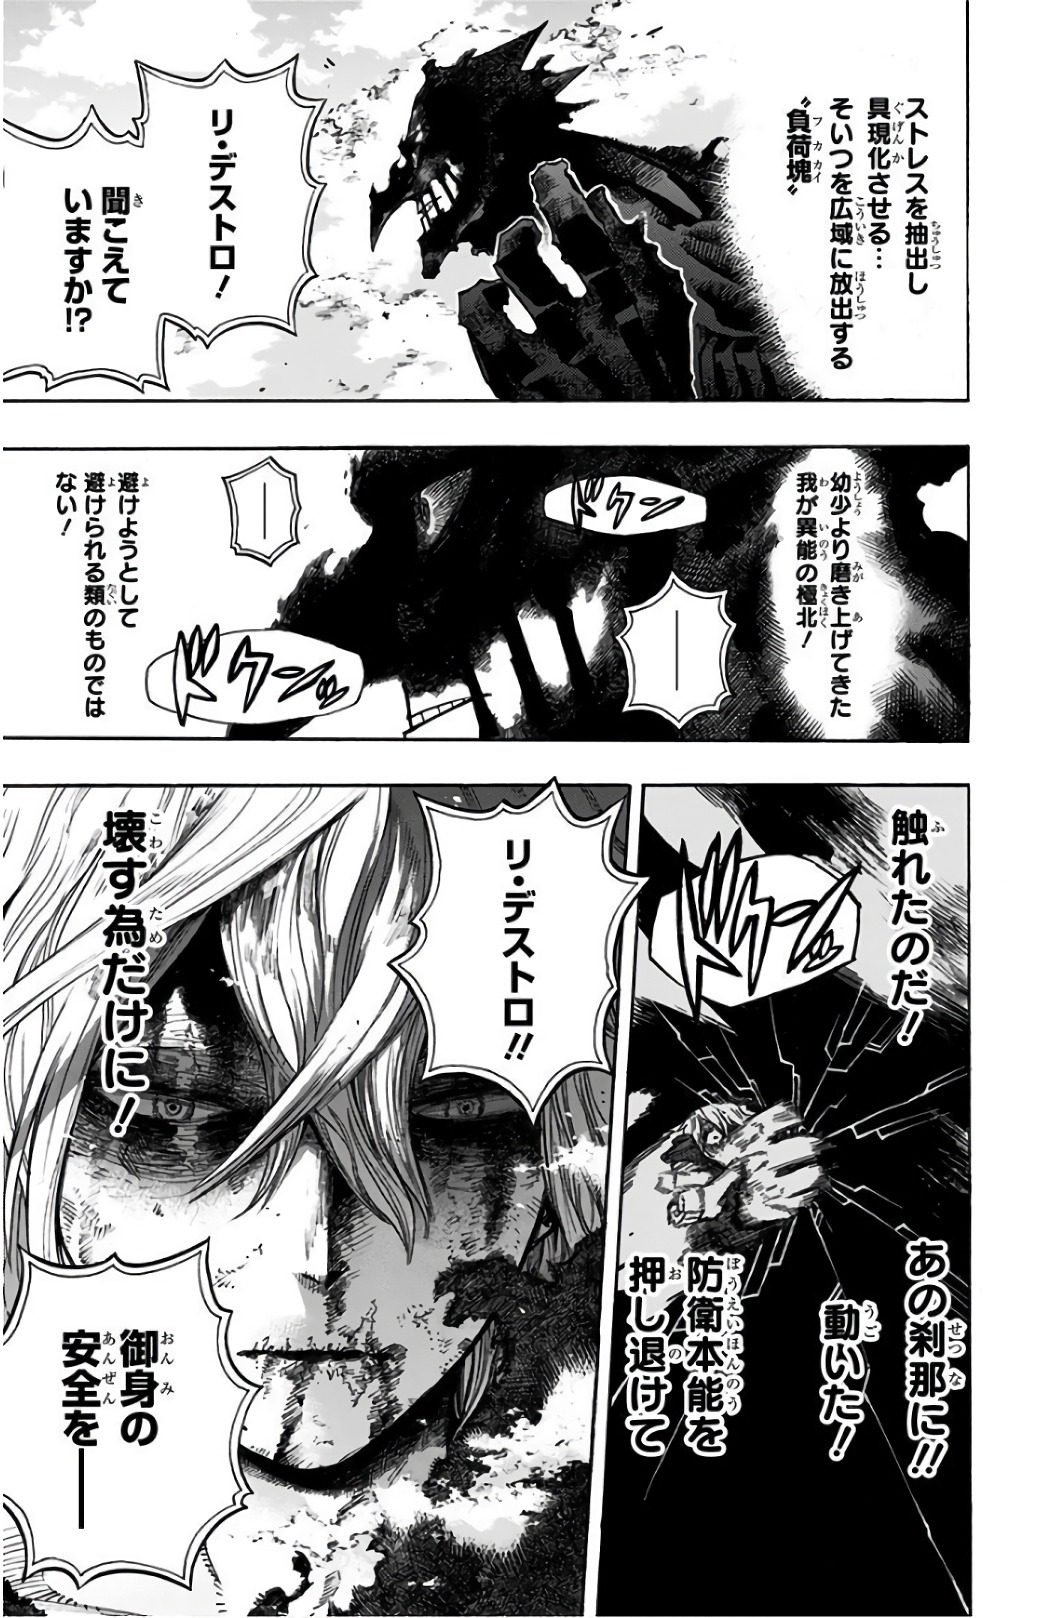 ストレスを抽出し
具現化させる…
そいつを広域に放出する
〝負荷塊〟
リ・デストロ！
聞こえて
いますか!?
幼少より磨き上げてきた
我が異能の極北！
ドクンッ
｜
｜
ドクンッ
避けようとして
避けられる類のものでは
ない！
触れたのだ！
ドクンッ
あの刹那に!!
動いた！
防衛本能を
押し退けて
リ・デストロ!!
壊す為だけに！
御身の
安全を――